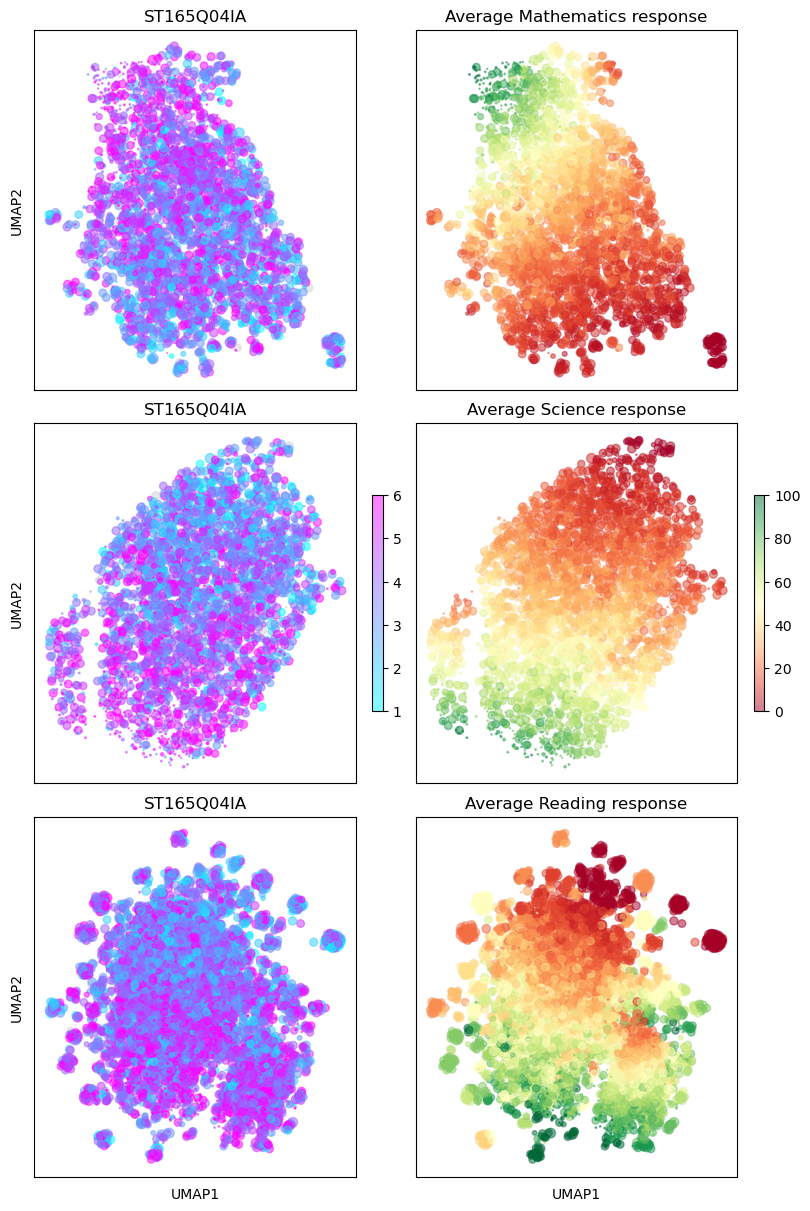 ST165Q04IA
Average Mathematics response
UMAP2
ST165Q04IA
Average Science response
UMAP2
6
5
4
3
2
1
100
80
60
40
20
0
ST165Q04IA
Average Reading response
UMAP2
UMAP1
UMAP1